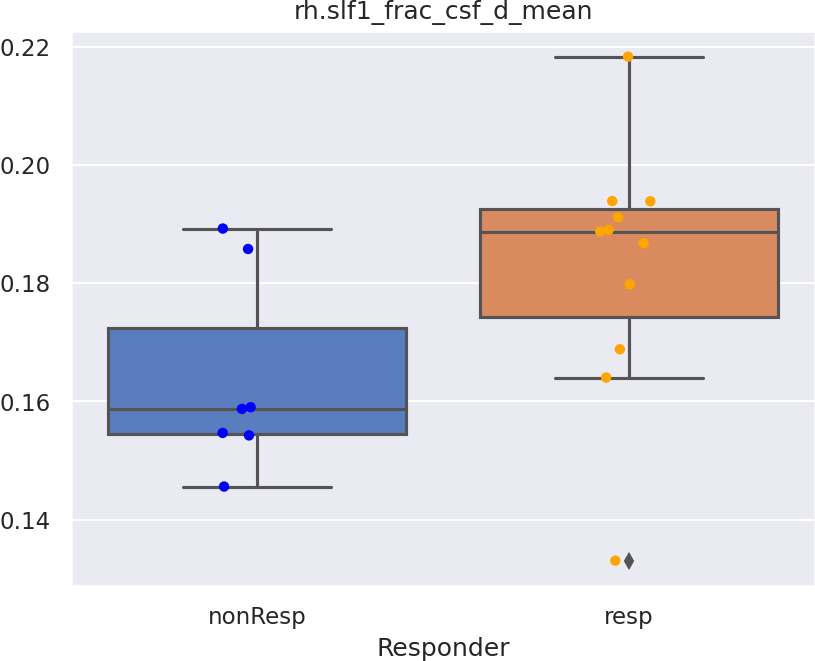 rh.slf1_frac_csf_d_mean
0.22
0.20
0.18
0.16
0.14
nonResp
resp
Responder